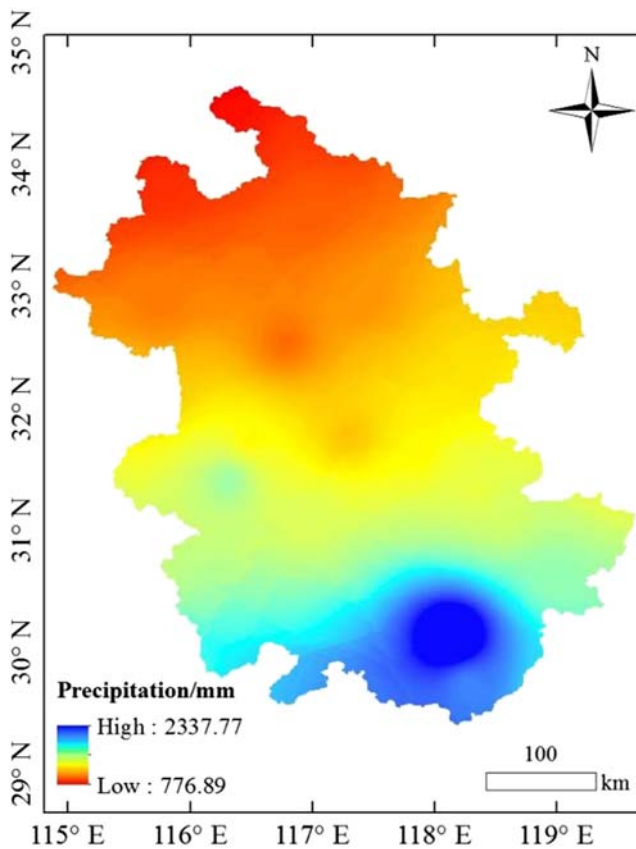 35° N
34° N
33° N
32° N
31° N
30° N
29° N
N
Precipitation/mm
High : 2337.77
Low : 776.89
100
km
115° E 116° E 117° E 118° E 119° E